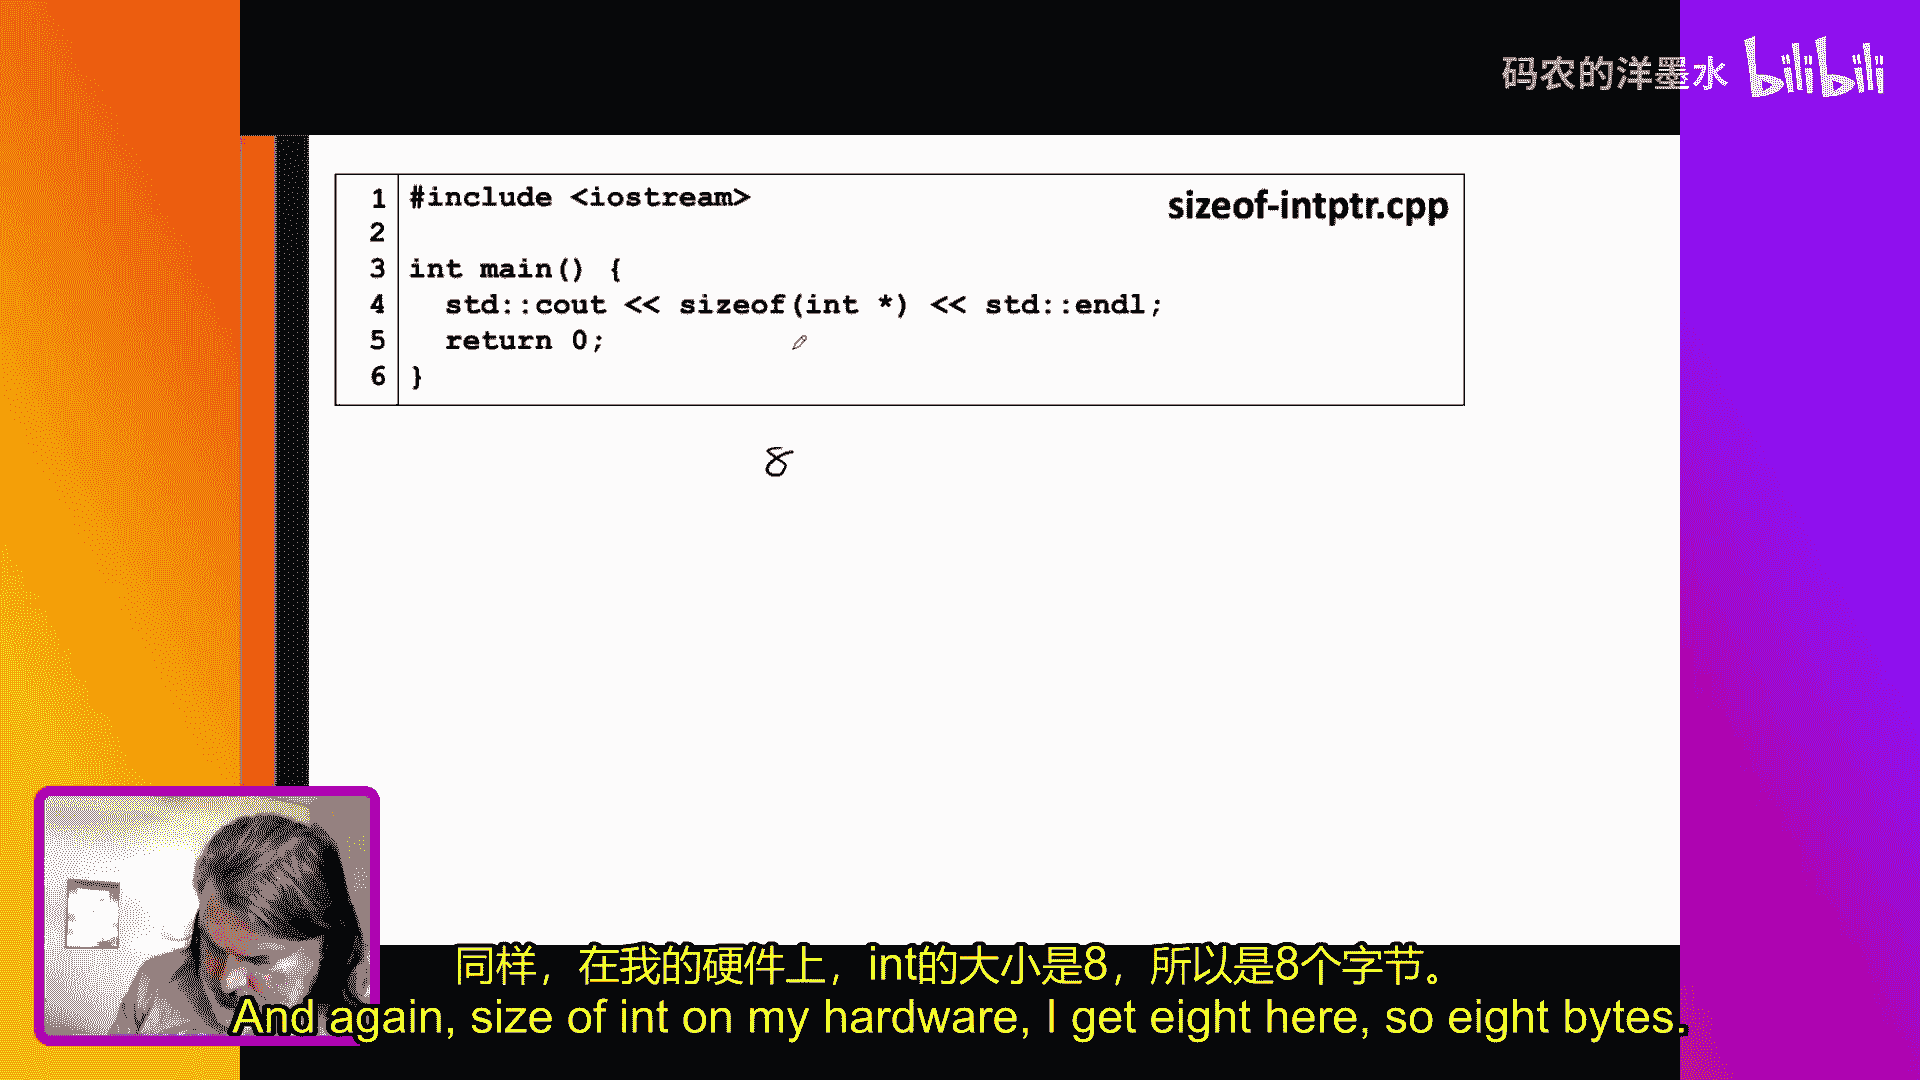 码农的洋墨水 bilibili
sizeof-intptr.cpp
1 #include <iostream>
2
3 int main() {
4 std::cout << sizeof(int *) << std::endl;
5 return 0;
6 }
8
同样，在我的硬件上，int的大小是8，所以是8个字节。
And again, size of int on my hardware, I get eight here, so eight bytes.